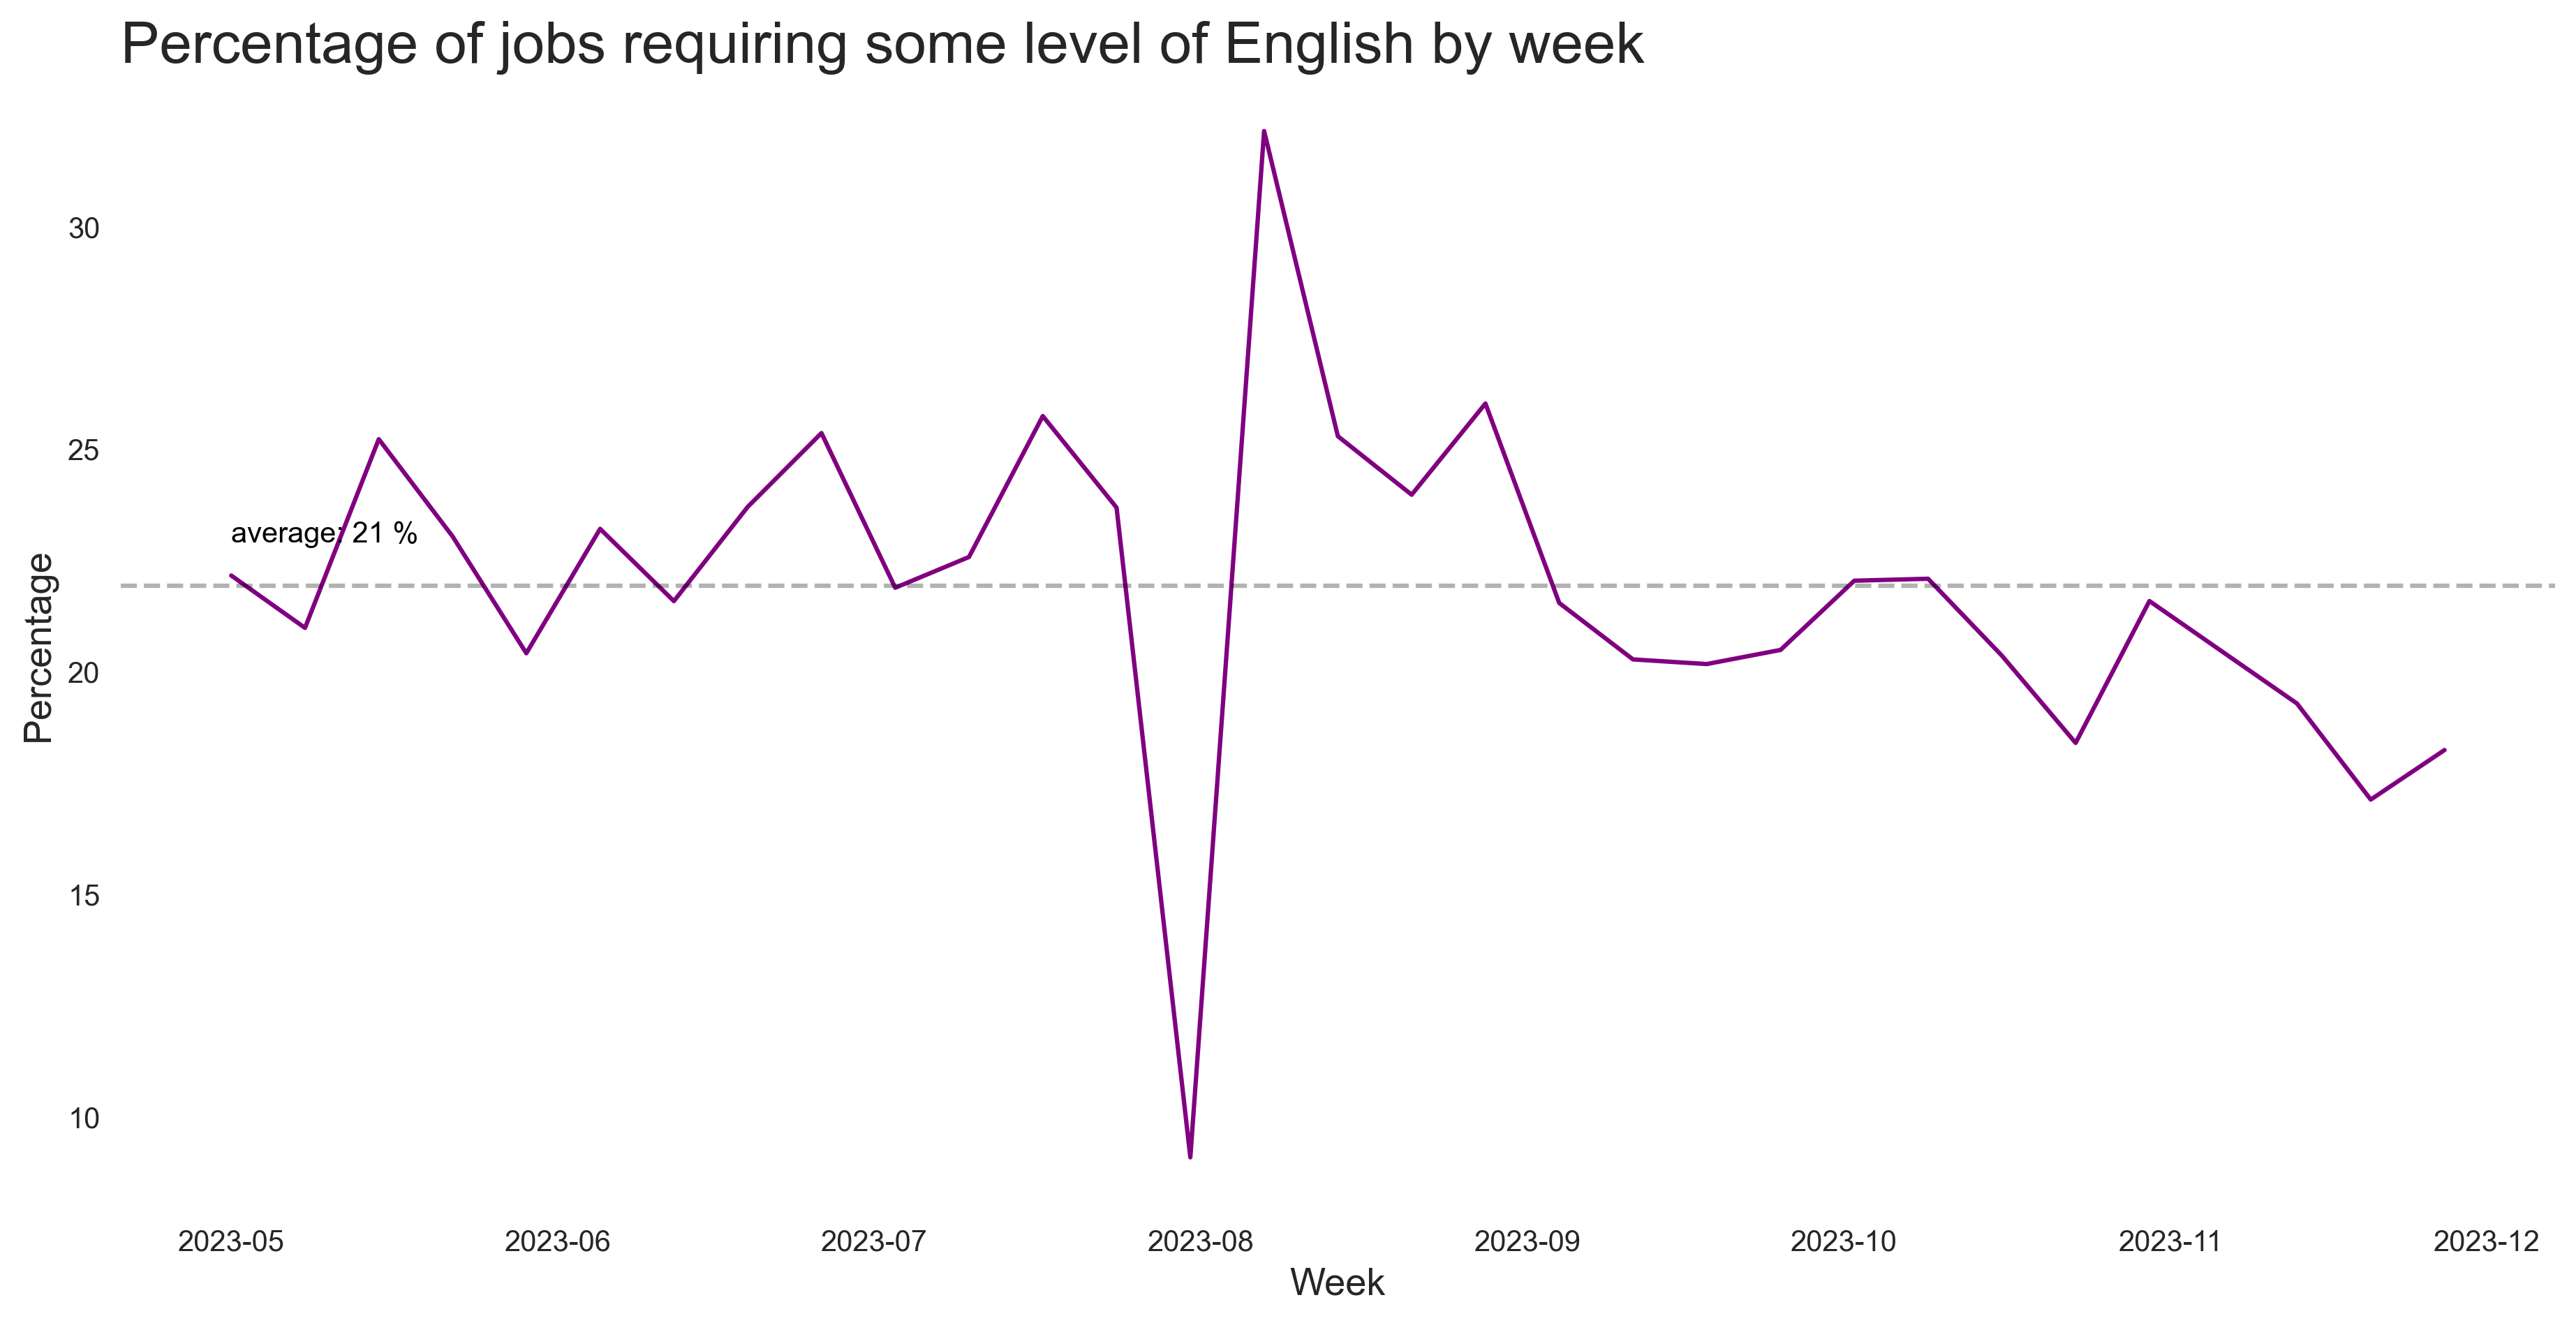 Percentage of jobs requiring some level of English by week
30
25
average: 21 %
20
15
10
Percentage
2023-05 2023-06 2023-07 2023-08 2023-09 2023-10 2023-11 2023-12
Week